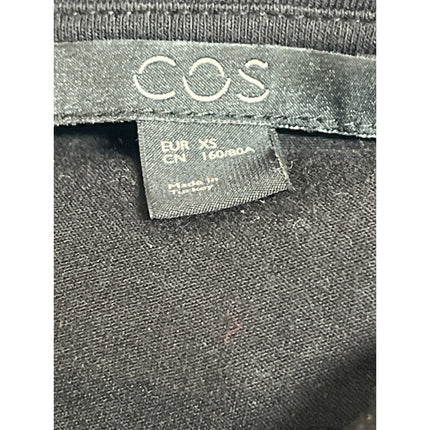 COS
EUR XS
CN 160/80A
Made in
Turkey